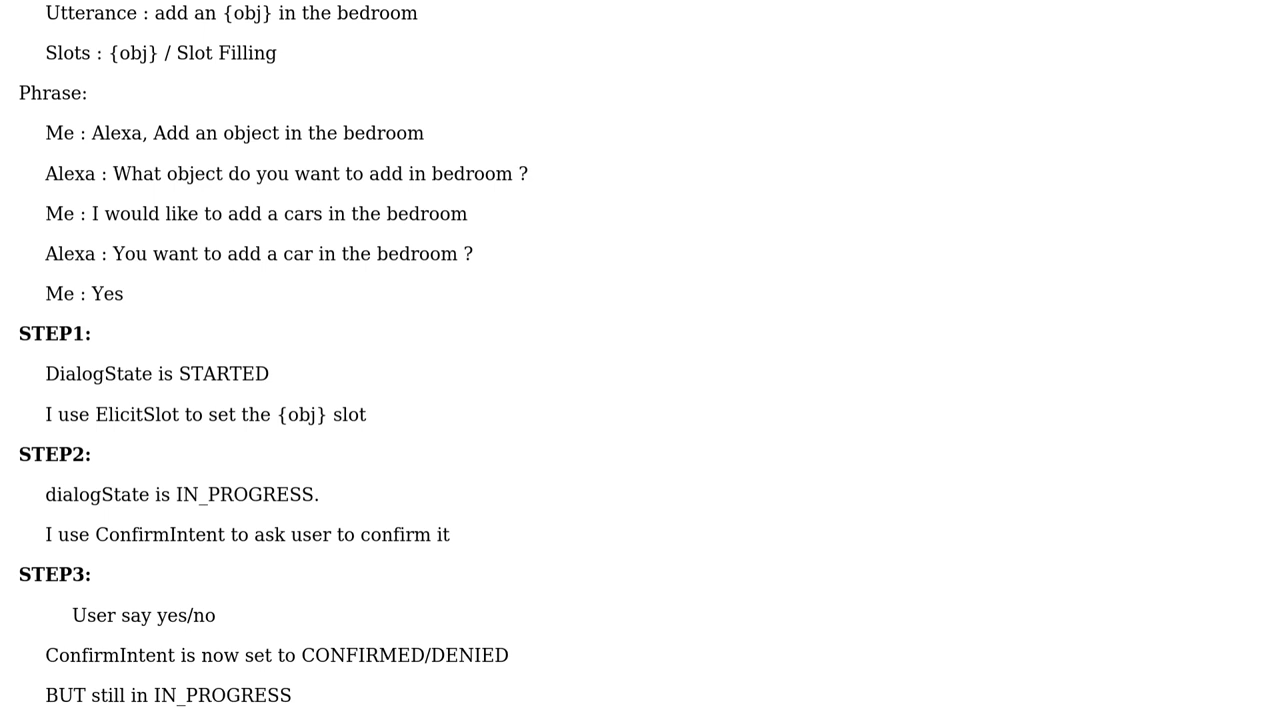 Utterance : add an {obj} in the bedroom
Slots : {obj} / Slot Filling
Phrase:
Me : Alexa, Add an object in the bedroom
Alexa : What object do you want to add in bedroom ?
Me : I would like to add a cars in the bedroom
Alexa : You want to add a car in the bedroom ?
Me : Yes
STEP1:
DialogState is STARTED
I use ElicitSlot to set the {obj} slot
STEP2:
dialogState is IN_PROGRESS.
I use ConfirmIntent to ask user to confirm it
STEP3:
User say yes/no
ConfirmIntent is now set to CONFIRMED/DENIED
BUT still in IN_PROGRESS